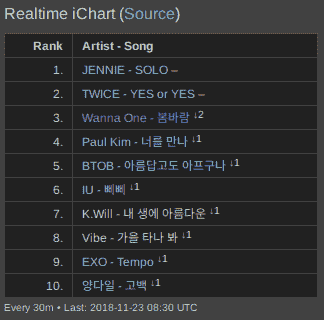 Realtime iChart (Source)
Rank Artist - Song
1. JENNIE - SOLO –
2. TWICE - YES or YES –
3. Wanna One - 봄바람 ↓2
4. Paul Kim - 너를 만나 ↓1
5. BTOB - 아름답고도 아프구나 ↓1
6. IU - 삐삐 ↓1
7. K.Will - 내 생에 아름다운 ↓1
8. Vibe - 가을 타나 봐 ↓1
9. EXO - Tempo ↓1
10. 양다일 - 고백 ↓1
Every 30m • Last: 2018-11-23 08:30 UTC